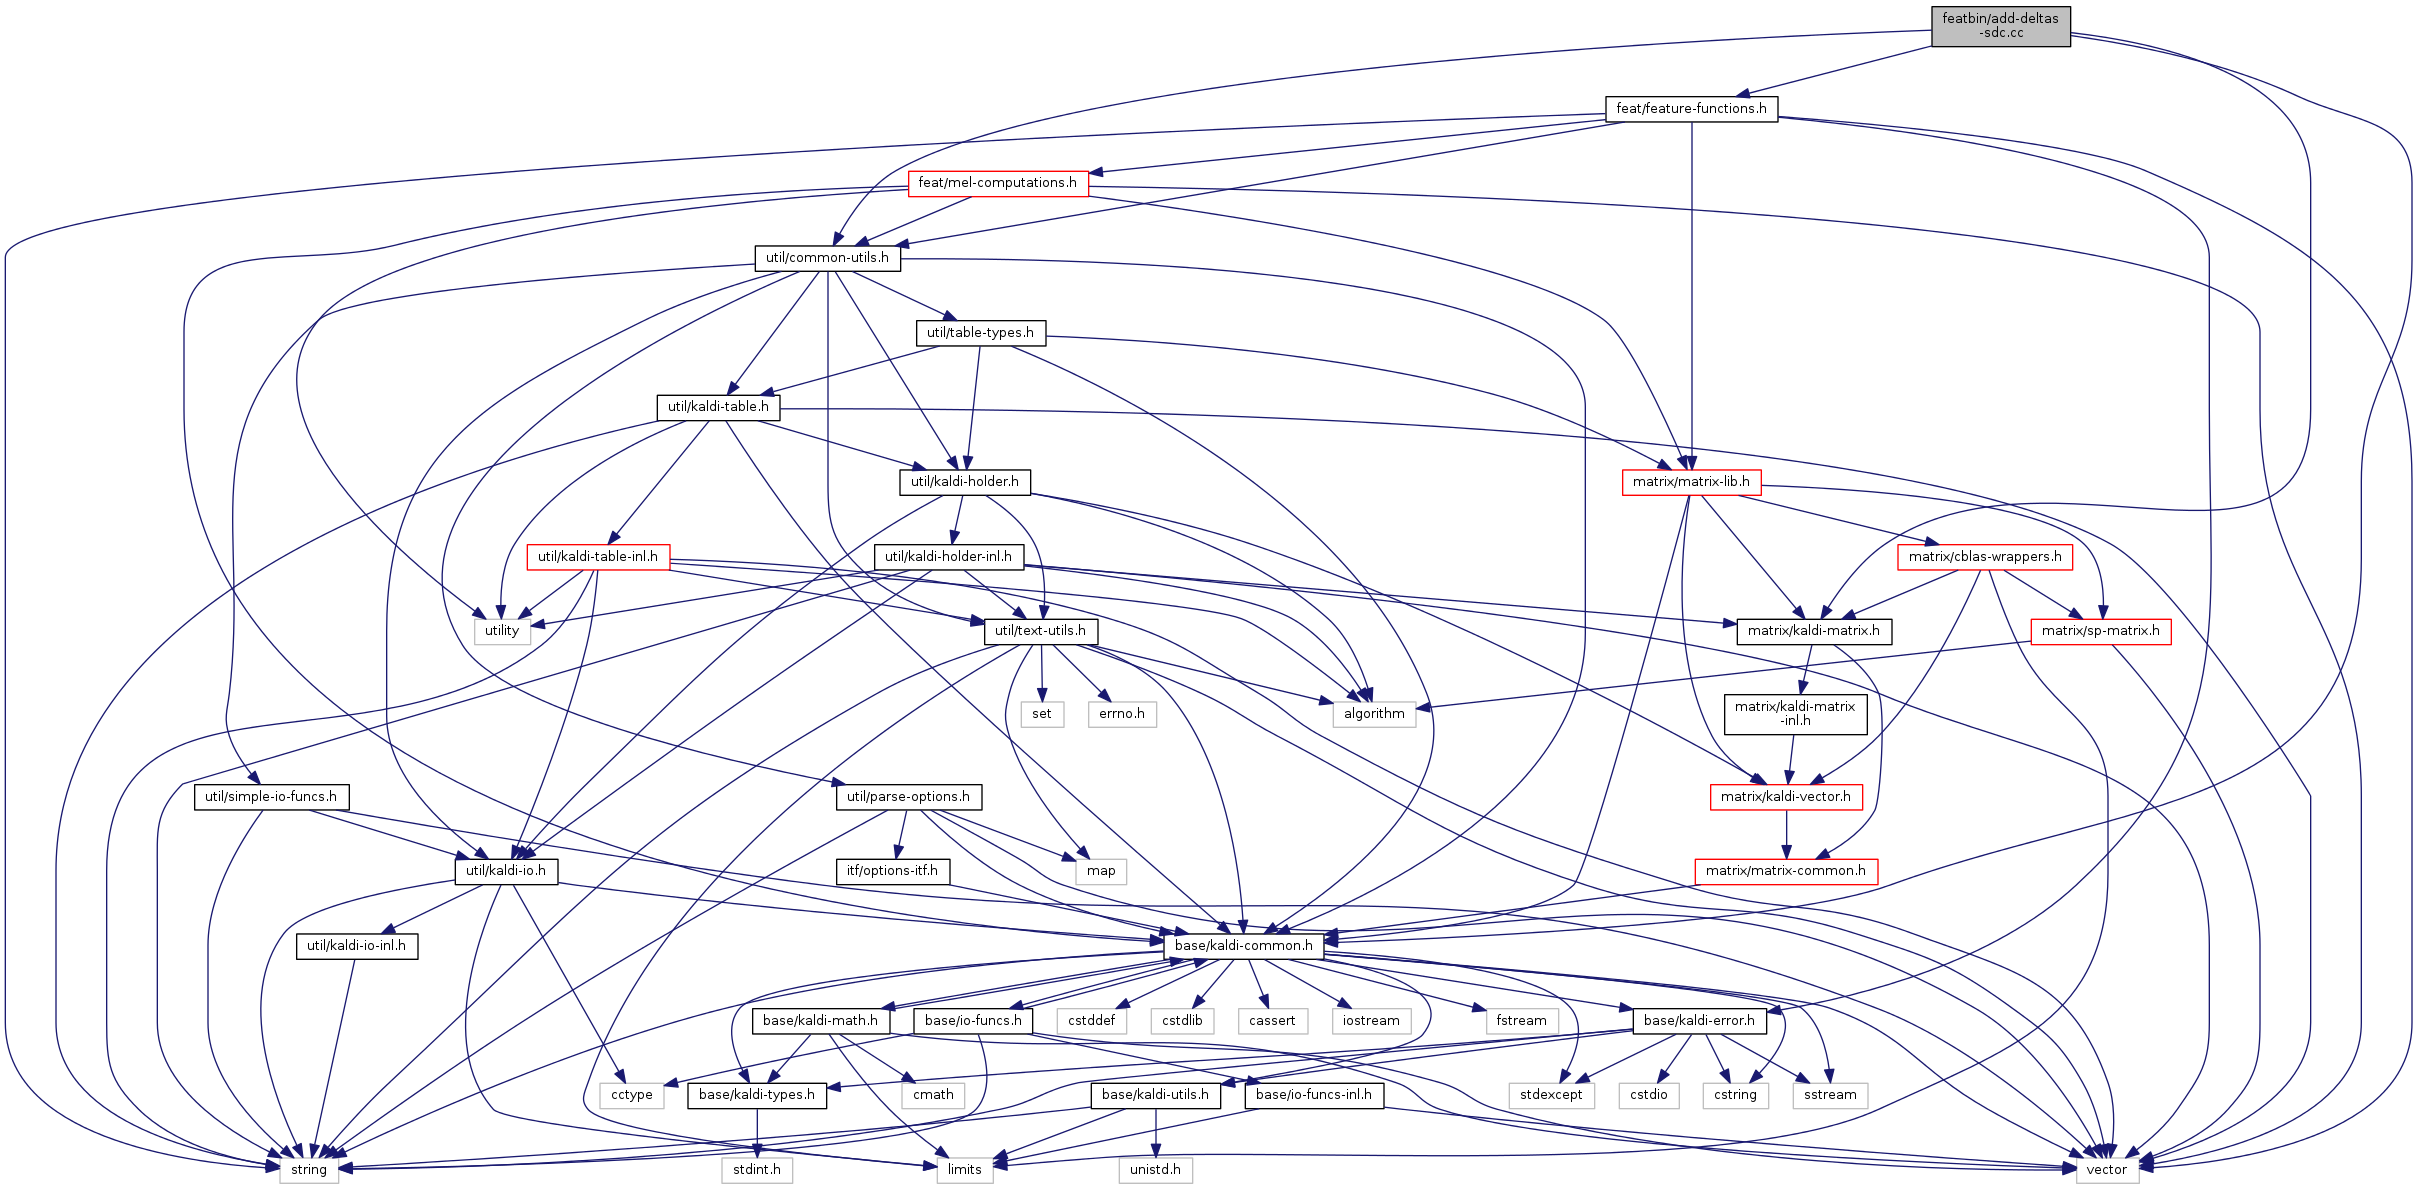 featbin/add-deltas
-sdc.cc
feat/feature-functions.h
feat/mel-computations.h
util/common-utils.h
util/table-types.h
util/kaldi-table.h
util/kaldi-holder.h
matrix/matrix-lib.h
util/kaldi-table-inl.h
util/kaldi-holder-inl.h
matrix/cblas-wrappers.h
utility
util/text-utils.h
matrix/kaldi-matrix.h
matrix/sp-matrix.h
set
errno.h
algorithm
matrix/kaldi-matrix
-inl.h
util/simple-io-funcs.h
util/parse-options.h
matrix/kaldi-vector.h
util/kaldi-io.h
itf/options-itf.h
map
matrix/matrix-common.h
util/kaldi-io-inl.h
base/kaldi-common.h
base/kaldi-math.h
base/io-funcs.h
cstddef
cstdlib
cassert
iostream
fstream
base/kaldi-error.h
cctype
base/kaldi-types.h
cmath
base/kaldi-utils.h
base/io-funcs-inl.h
stdexcept
cstdio
cstring
sstream
string
stdint.h
limits
unistd.h
vector